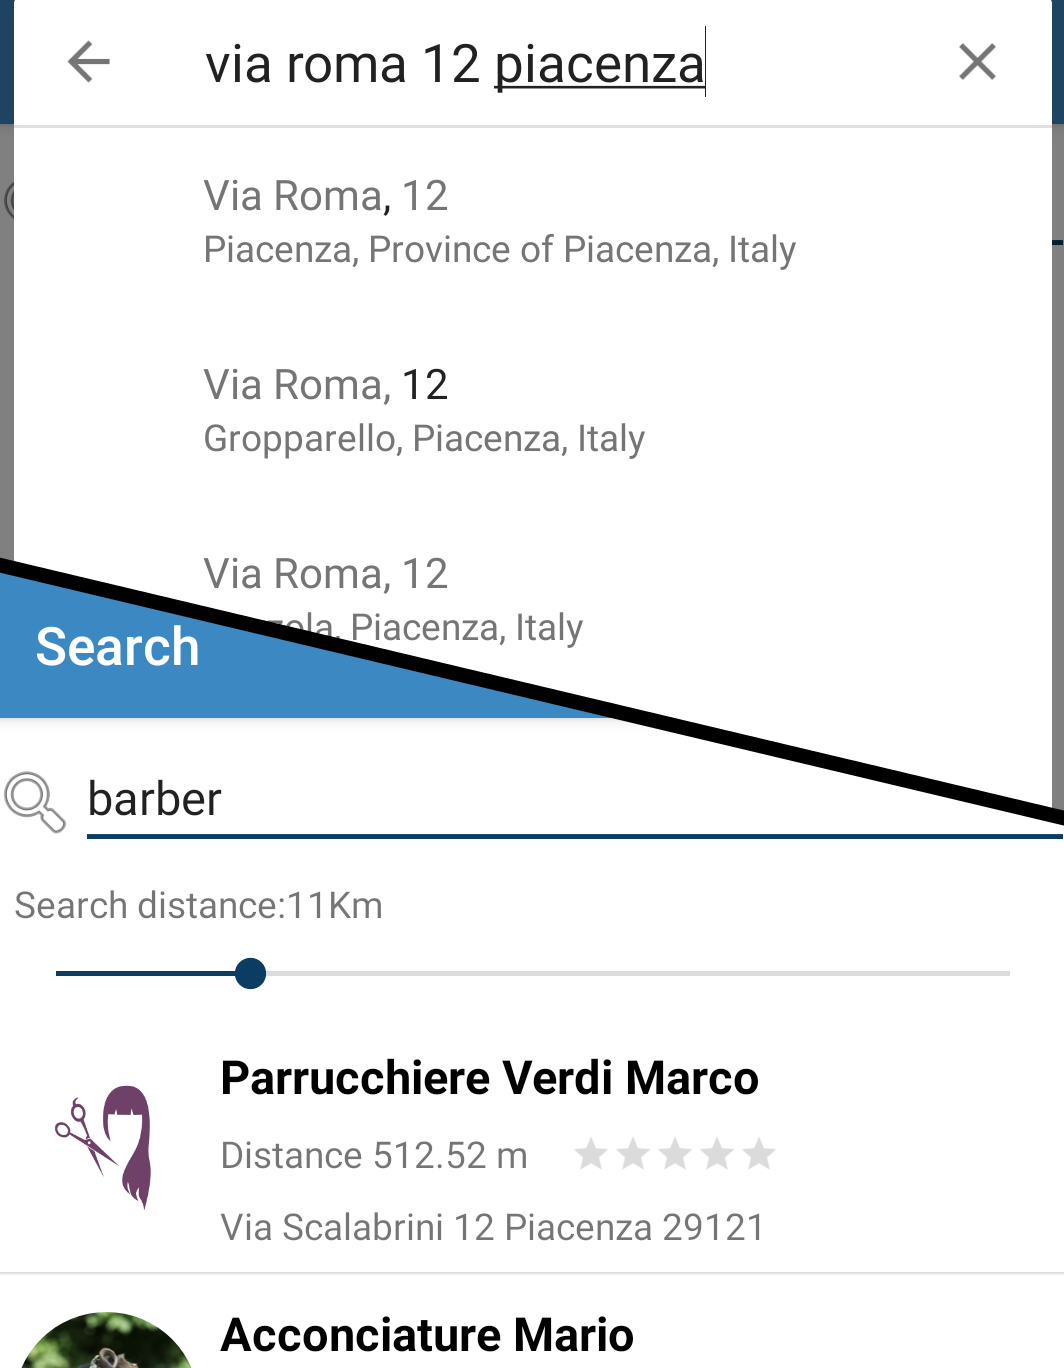 via roma 12 piacenza
Via Roma, 12
Piacenza, Province of Piacenza, Italy
Via Roma, 12
Gropparello, Piacenza, Italy
Via Roma, 12
Piacenza, Italy
Search
barber
Search distance:11Km
Parrucchiere Verdi Marco
Distance 512.52 m
Via Scalabrini 12 Piacenza 29121
Acconciature Mario